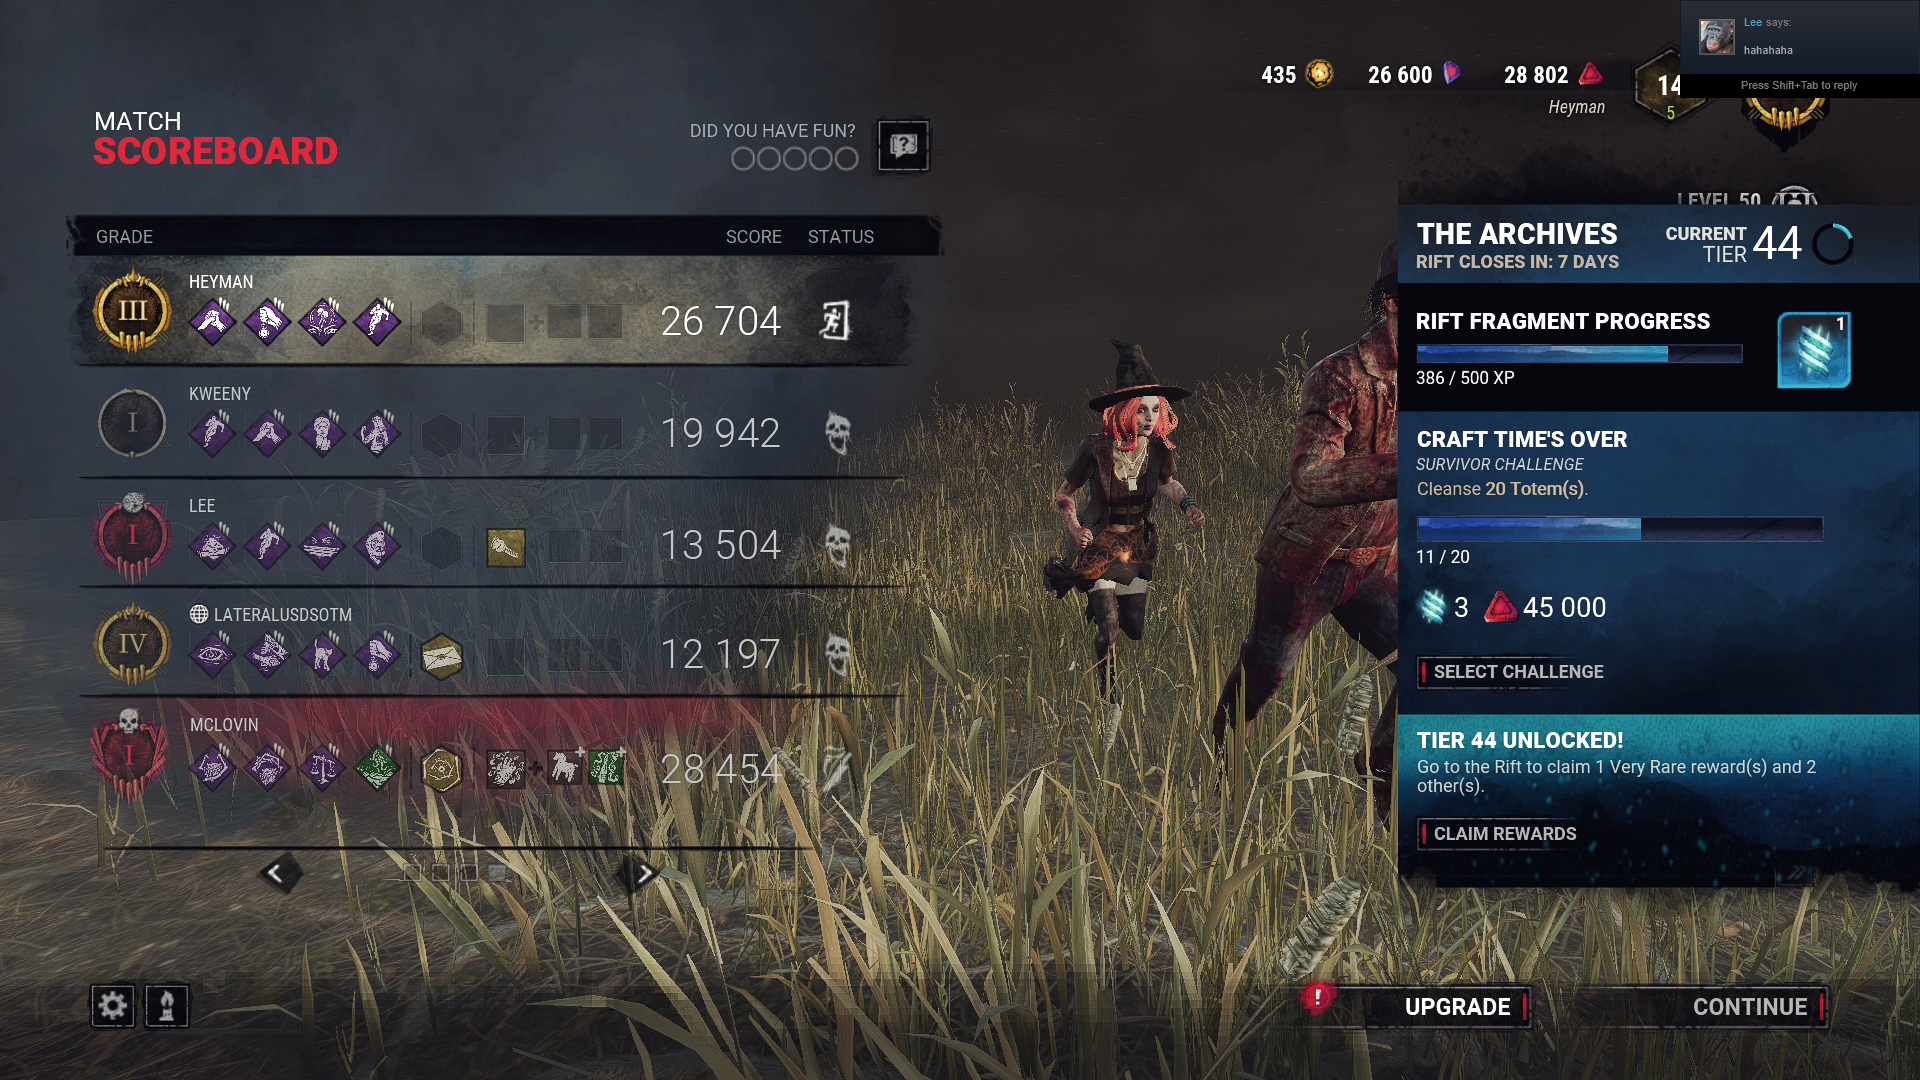 Lee says:
hahahaha
Press Shift+Tab to reply
435 26 600 28 802
Heyman
14
5
MATCH
SCOREBOARD
DID YOU HAVE FUN?
LEVEL 50
GRADE SCORE STATUS
III HEYMAN 26 704
I KWEENY 19 942
I LEE 13 504
IV LATERALUSDSOTM 12 197
I MCLOVIN 28 454
THE ARCHIVES
RIFT CLOSES IN: 7 DAYS
CURRENT
TIER 44
RIFT FRAGMENT PROGRESS
1
386 / 500 XP
CRAFT TIME'S OVER
SURVIVOR CHALLENGE
Cleanse 20 Totem(s).
11 / 20
3 45 000
SELECT CHALLENGE
TIER 44 UNLOCKED!
Go to the Rift to claim 1 Very Rare reward(s) and 2
other(s).
CLAIM REWARDS
UPGRADE
CONTINUE